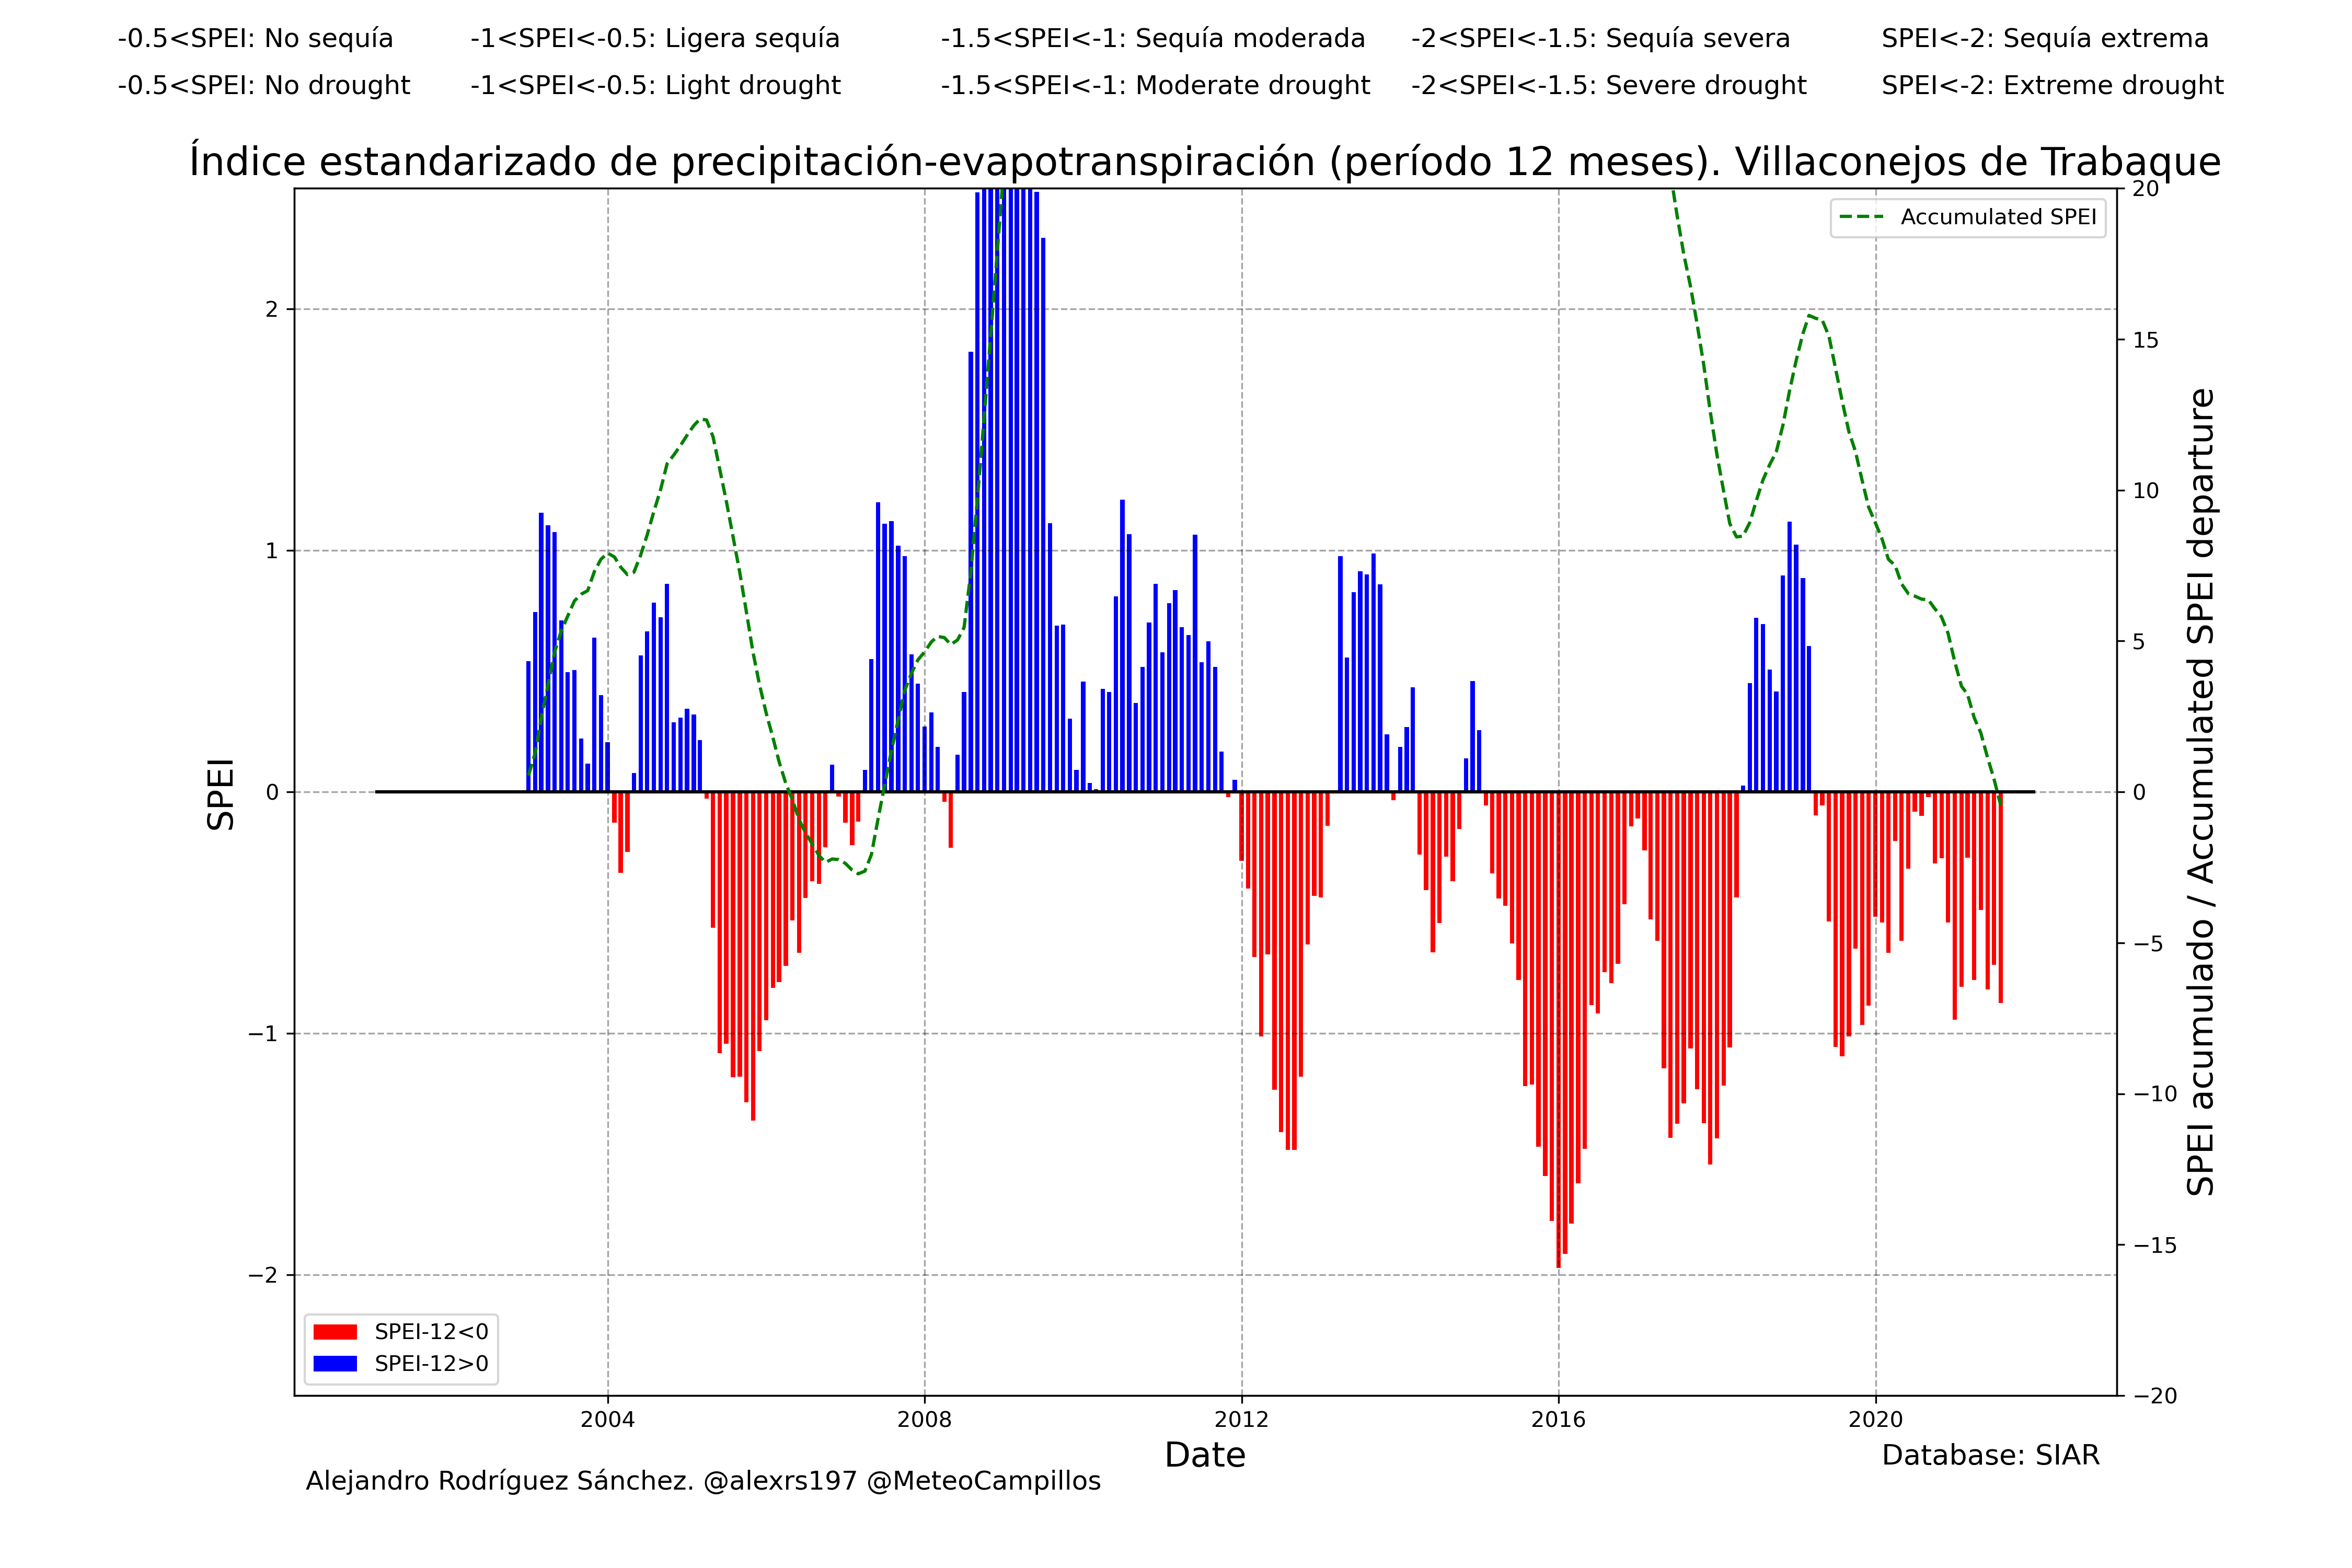 -0.5<SPEI: No sequía -1<SPEI<-0.5: Ligera sequía -1.5<SPEI<-1: Sequía moderada -2<SPEI<-1.5: Sequía severa SPEI<-2: Sequía extrema
-0.5<SPEI: No drought -1<SPEI<-0.5: Light drought -1.5<SPEI<-1: Moderate drought -2<SPEI<-1.5: Severe drought SPEI<-2: Extreme drought
Índice estandarizado de precipitación-evapotranspiración (período 12 meses). Villaconejos de Trabaque
Accumulated SPEI
SPEI
2
1
0
−1
−2
20
15
10
5
0
−5
−10
−15
−20
SPEI acumulado / Accumulated SPEI departure
SPEI-12<0
SPEI-12>0
2004 2008 2012 2016 2020
Date
Database: SIAR
Alejandro Rodríguez Sánchez. @alexrs197 @MeteoCampillos